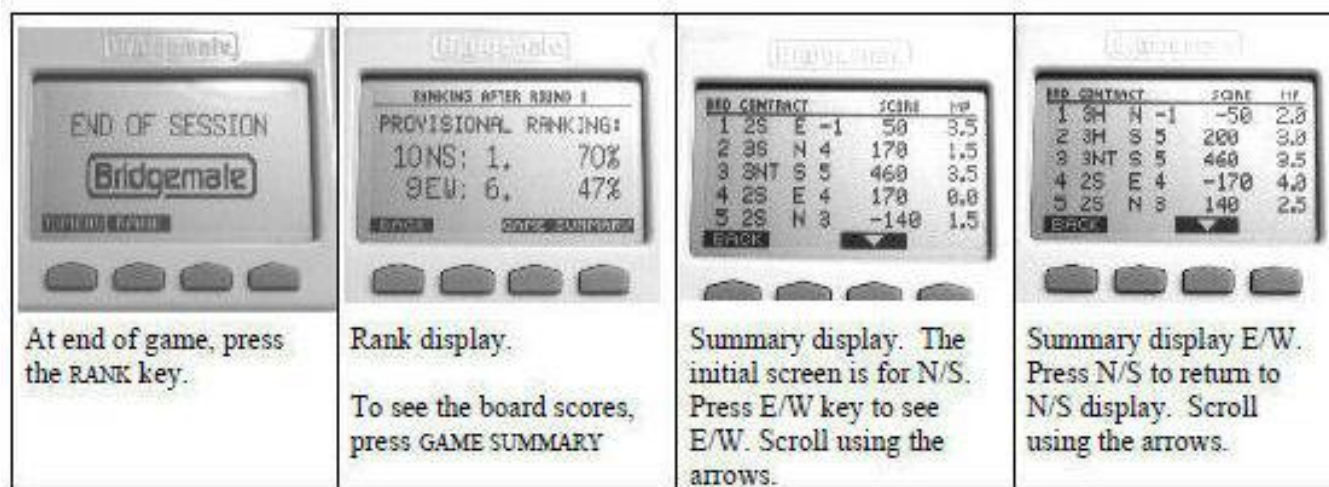 END OF SESSION
Bridgemate
RANK
RANKING AFTER ROUND
PROVISIONAL RANKING:
10NS: 1. 70%
9EW: 6. 47%
BACK GAME SUMMARY
BRD CONTRACT SCORE MP
1 2S E -1 50 3.5
2 3S N 4 170 1.5
3 3NT S 5 460 3.5
4 2S E 4 170 0.0
5 2S N 3 -140 1.5
BACK
BRD CONTRACT SCORE MP
1 3H N -1 -50 2.0
2 3H S 5 200 3.0
3 3NT S 5 460 3.5
4 2S E 4 -170 4.0
5 2S N 3 140 2.5
BACK
At end of game, press
the RANK key.
Rank display.
To see the board scores,
press GAME SUMMARY
Summary display. The
initial screen is for N/S.
Press E/W key to see
E/W. Scroll using the
arrows.
Summary display E/W.
Press N/S to return to
N/S display. Scroll
using the arrows.